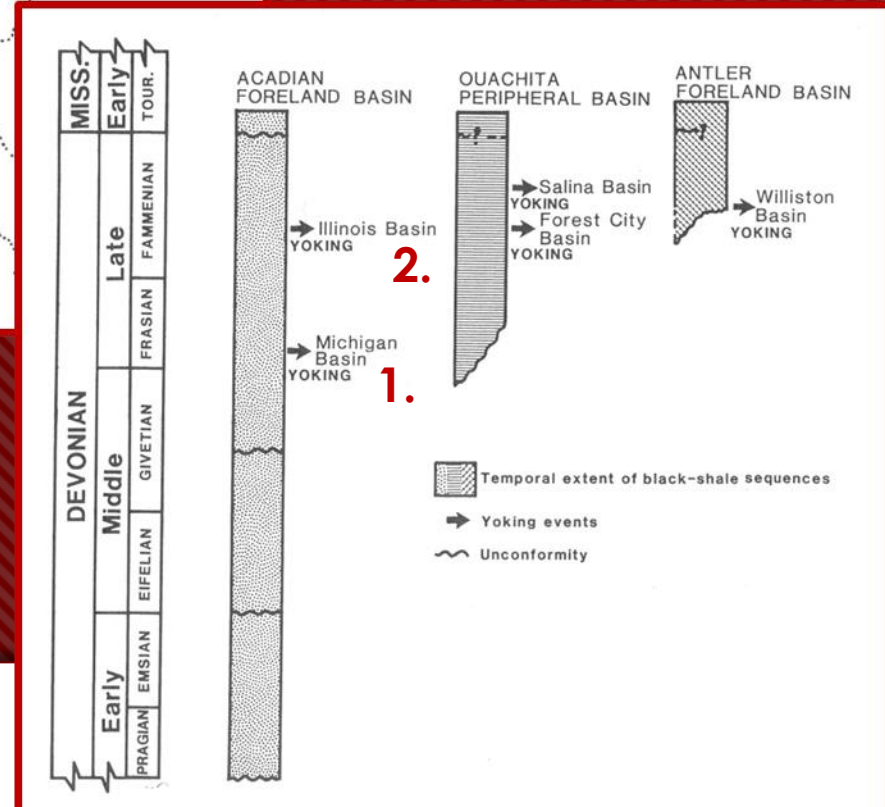 MISS.
Early
TOUR.
DEVONIAN
Late
Middle
Early
FAMMENIAN
FRASIAN
GIVETIAN
EIFELIAN
EMSIAN
PRAGIAN
ACADIAN
FORELAND BASIN
Illinois Basin
YOKING
2.
Michigan
Basin
YOKING
1.
OUACHITA
PERIPHERAL BASIN
?
Salina Basin
YOKING
Forest City
Basin
YOKING
ANTLER
FORELAND BASIN
?
Williston
Basin
YOKING
Temporal extent of black-shale sequences
Yoking events
Unconformity